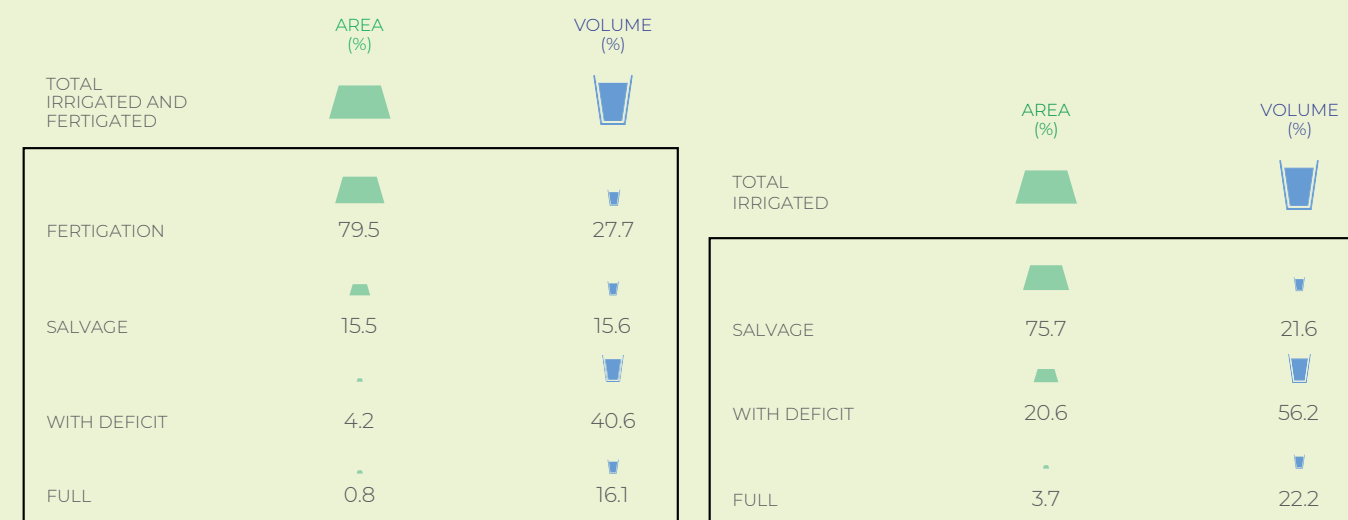 AREA
(%)
VOLUME
(%)
TOTAL
IRRIGATED AND
FERTIGATED
FERTIGATION
79.5
27.7
SALVAGE
15.5
15.6
WITH DEFICIT
4.2
40.6
FULL
0.8
16.1
AREA
(%)
VOLUME
(%)
TOTAL
IRRIGATED
SALVAGE
75.7
21.6
WITH DEFICIT
20.6
56.2
FULL
3.7
22.2